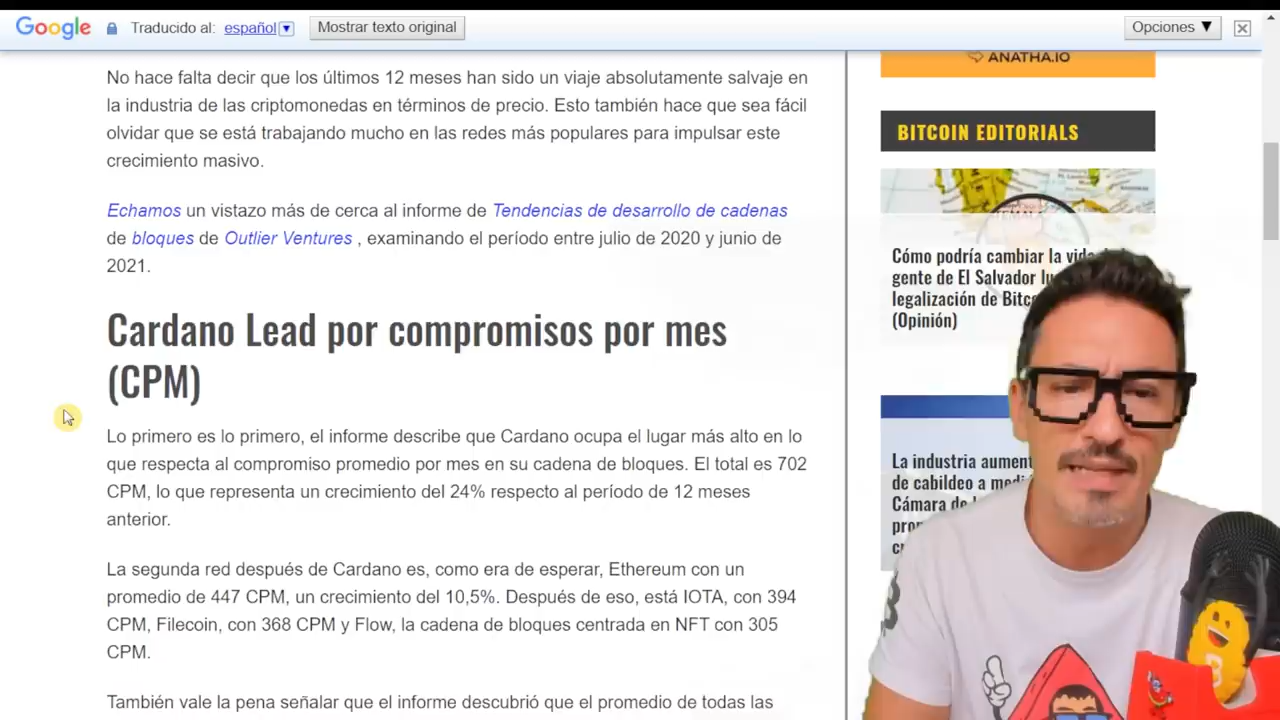 Google Traducido al: español Mostrar texto original Opciones ▼
No hace falta decir que los últimos 12 meses han sido un viaje absolutamente salvaje en
la industria de las criptomonedas en términos de precio. Esto también hace que sea fácil
olvidar que se está trabajando mucho en las redes más populares para impulsar este
crecimiento masivo.
Echamos un vistazo más de cerca al informe de Tendencias de desarrollo de cadenas
de bloques de Outlier Ventures , examinando el período entre julio de 2020 y junio de
2021.
Cardano Lead por compromisos por mes
(CPM)
Lo primero es lo primero, el informe describe que Cardano ocupa el lugar más alto en lo
que respecta al compromiso promedio por mes en su cadena de bloques. El total es 702
CPM, lo que representa un crecimiento del 24% respecto al período de 12 meses
anterior.
La segunda red después de Cardano es, como era de esperar, Ethereum con un
promedio de 447 CPM, un crecimiento del 10,5%. Después de eso, está IOTA, con 394
CPM, Filecoin, con 368 CPM y Flow, la cadena de bloques centrada en NFT con 305
CPM.
También vale la pena señalar que el informe descubrió que el promedio de todas las
ANATHA.IO
BITCOIN EDITORIALS
Cómo podría cambiar la vid
gente de El Salvador lu
legalización de Bitc
(Opinión)
La industria aumen
de cabildeo a med
Cámara de